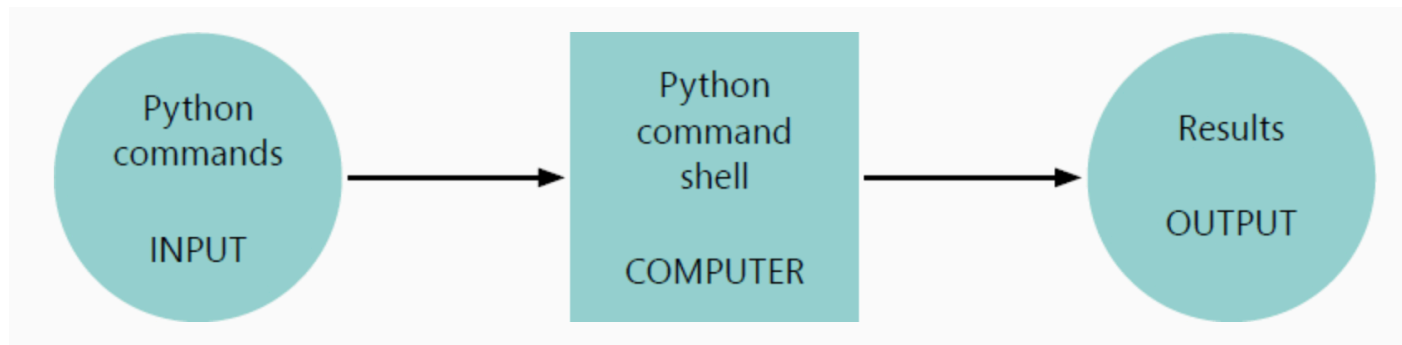 Python
commands
INPUT
Python
command
shell
COMPUTER
Results
OUTPUT